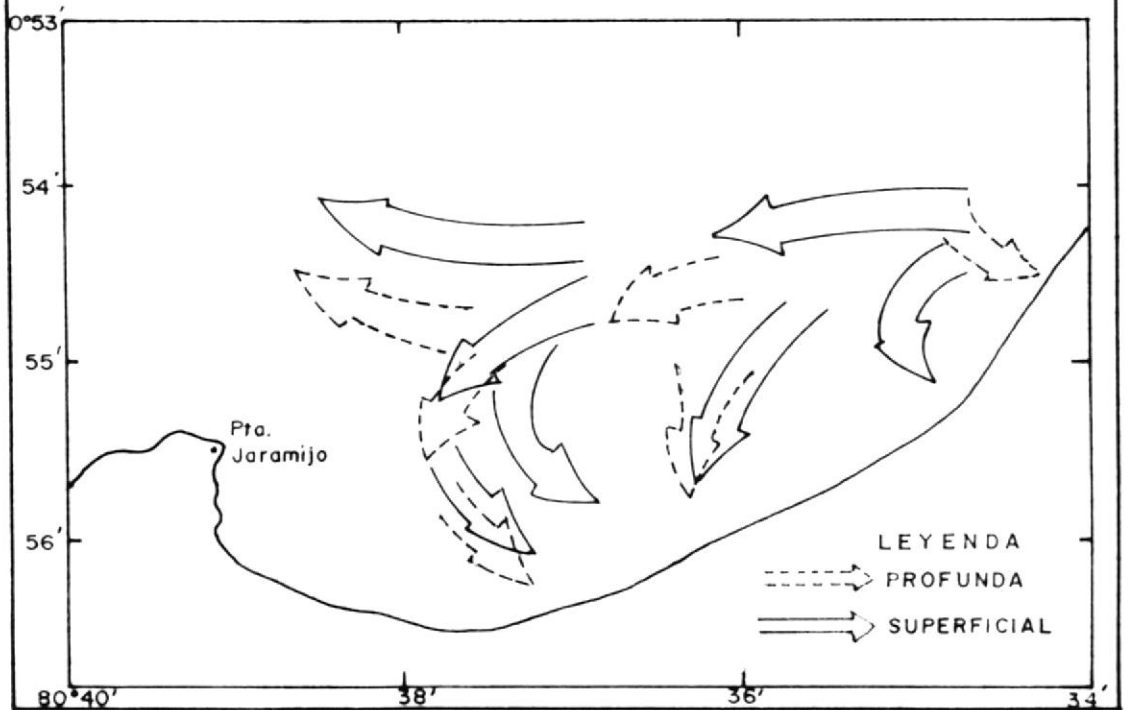 0°53'
54'
55'
56'
Pta.
Jaramijo
LEYENDA
PROFUNDA
SUPERFICIAL
80°40'
38'
36'
34'